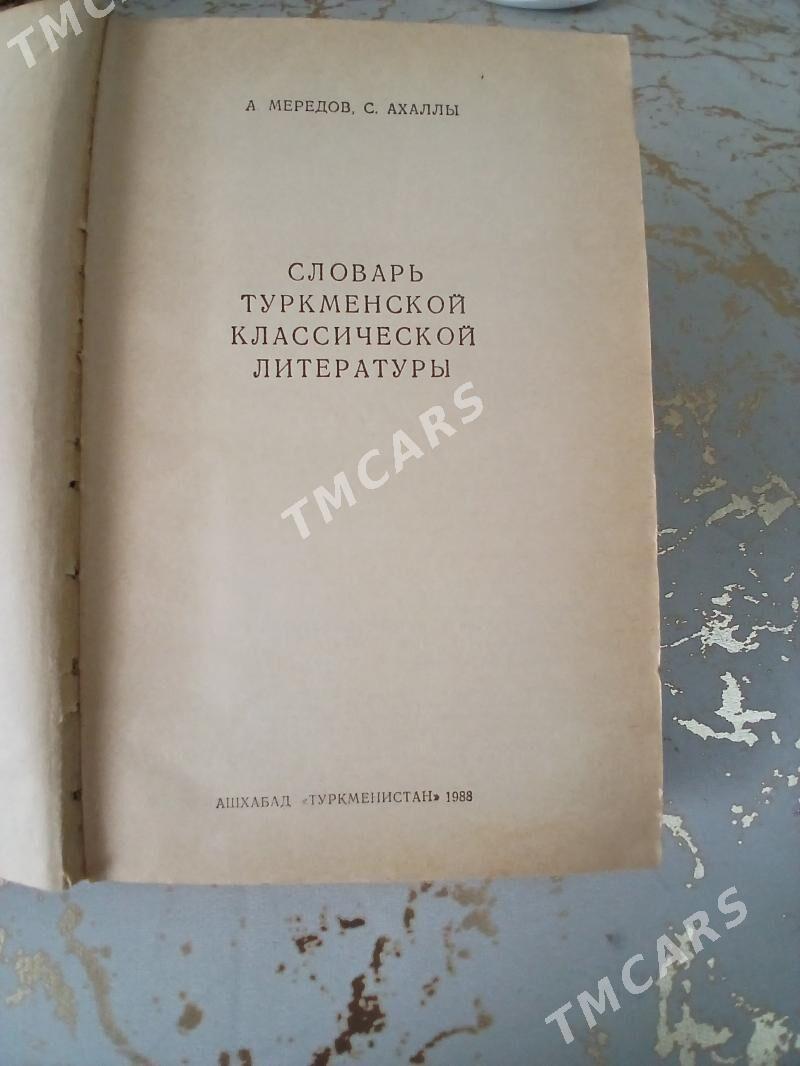 TMCARS
А МЕРЕДОВ, С. АХАЛЛЫ
СЛОВАРЬ
ТУРКМЕНСКОЙ
КЛАССИЧЕСКОЙ
ЛИТЕРАТУРЫ
TMCARS
АШХАБАД «ТУРКМЕНИСТАН» 1988
TMCARS